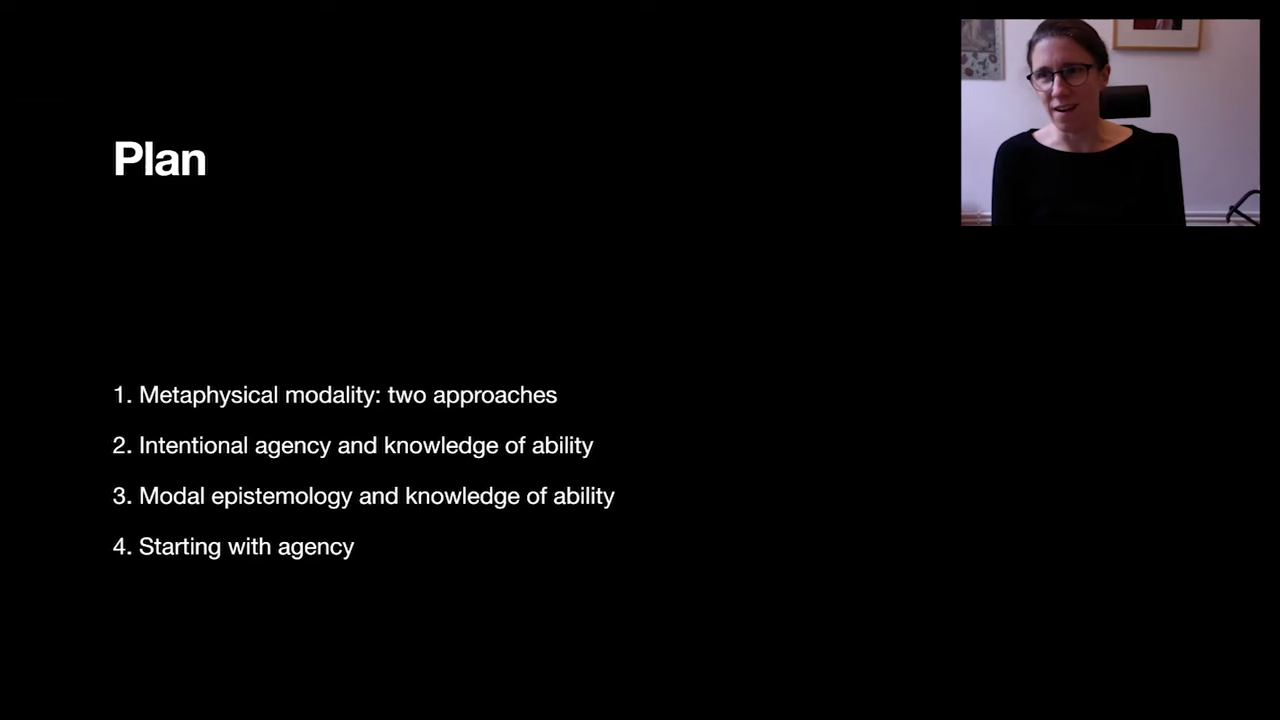 Plan
1. Metaphysical modality: two approaches
2. Intentional agency and knowledge of ability
3. Modal epistemology and knowledge of ability
4. Starting with agency